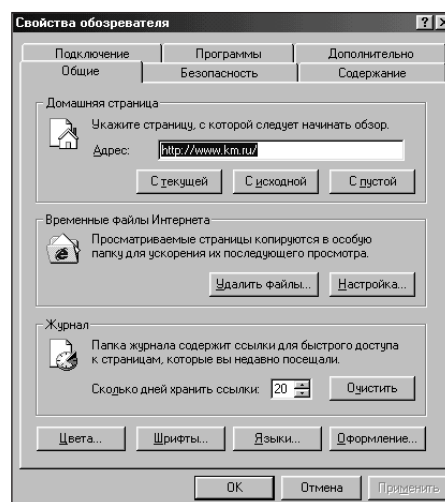 Свойства обозревателя
Подключение Программы Дополнительно
Общие Безопасность Содержание
Домашняя страница
Укажите страницу, с которой следует начинать обзор.
Адрес: http://www.km.ru/
С текущей С исходной С пустой
Временные файлы Интернета
Просматриваемые страницы копируются в особую
папку для ускорения их последующего просмотра.
Удалить файлы... Настройка...
Журнал
Папка журнала содержит ссылки для быстрого доступа
к страницам, которые вы недавно посещали.
Сколько дней хранить ссылки: 20 Очистить
Цвета... Шрифты... Языки... Оформление...
OK Отмена Применить